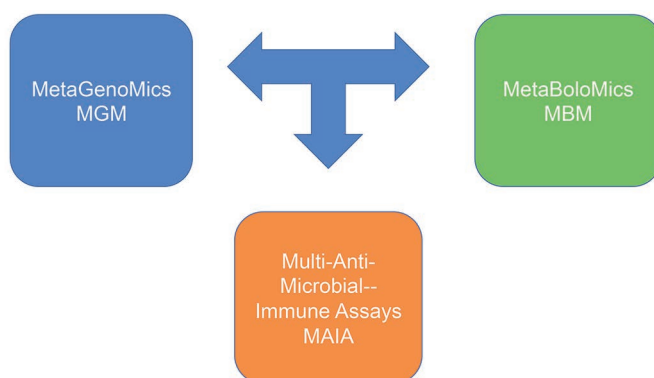 MetaGenoMics
MGM
MetaBoloMics
MBM
Multi-Anti-
Microbial--
Immune Assays
MAIA